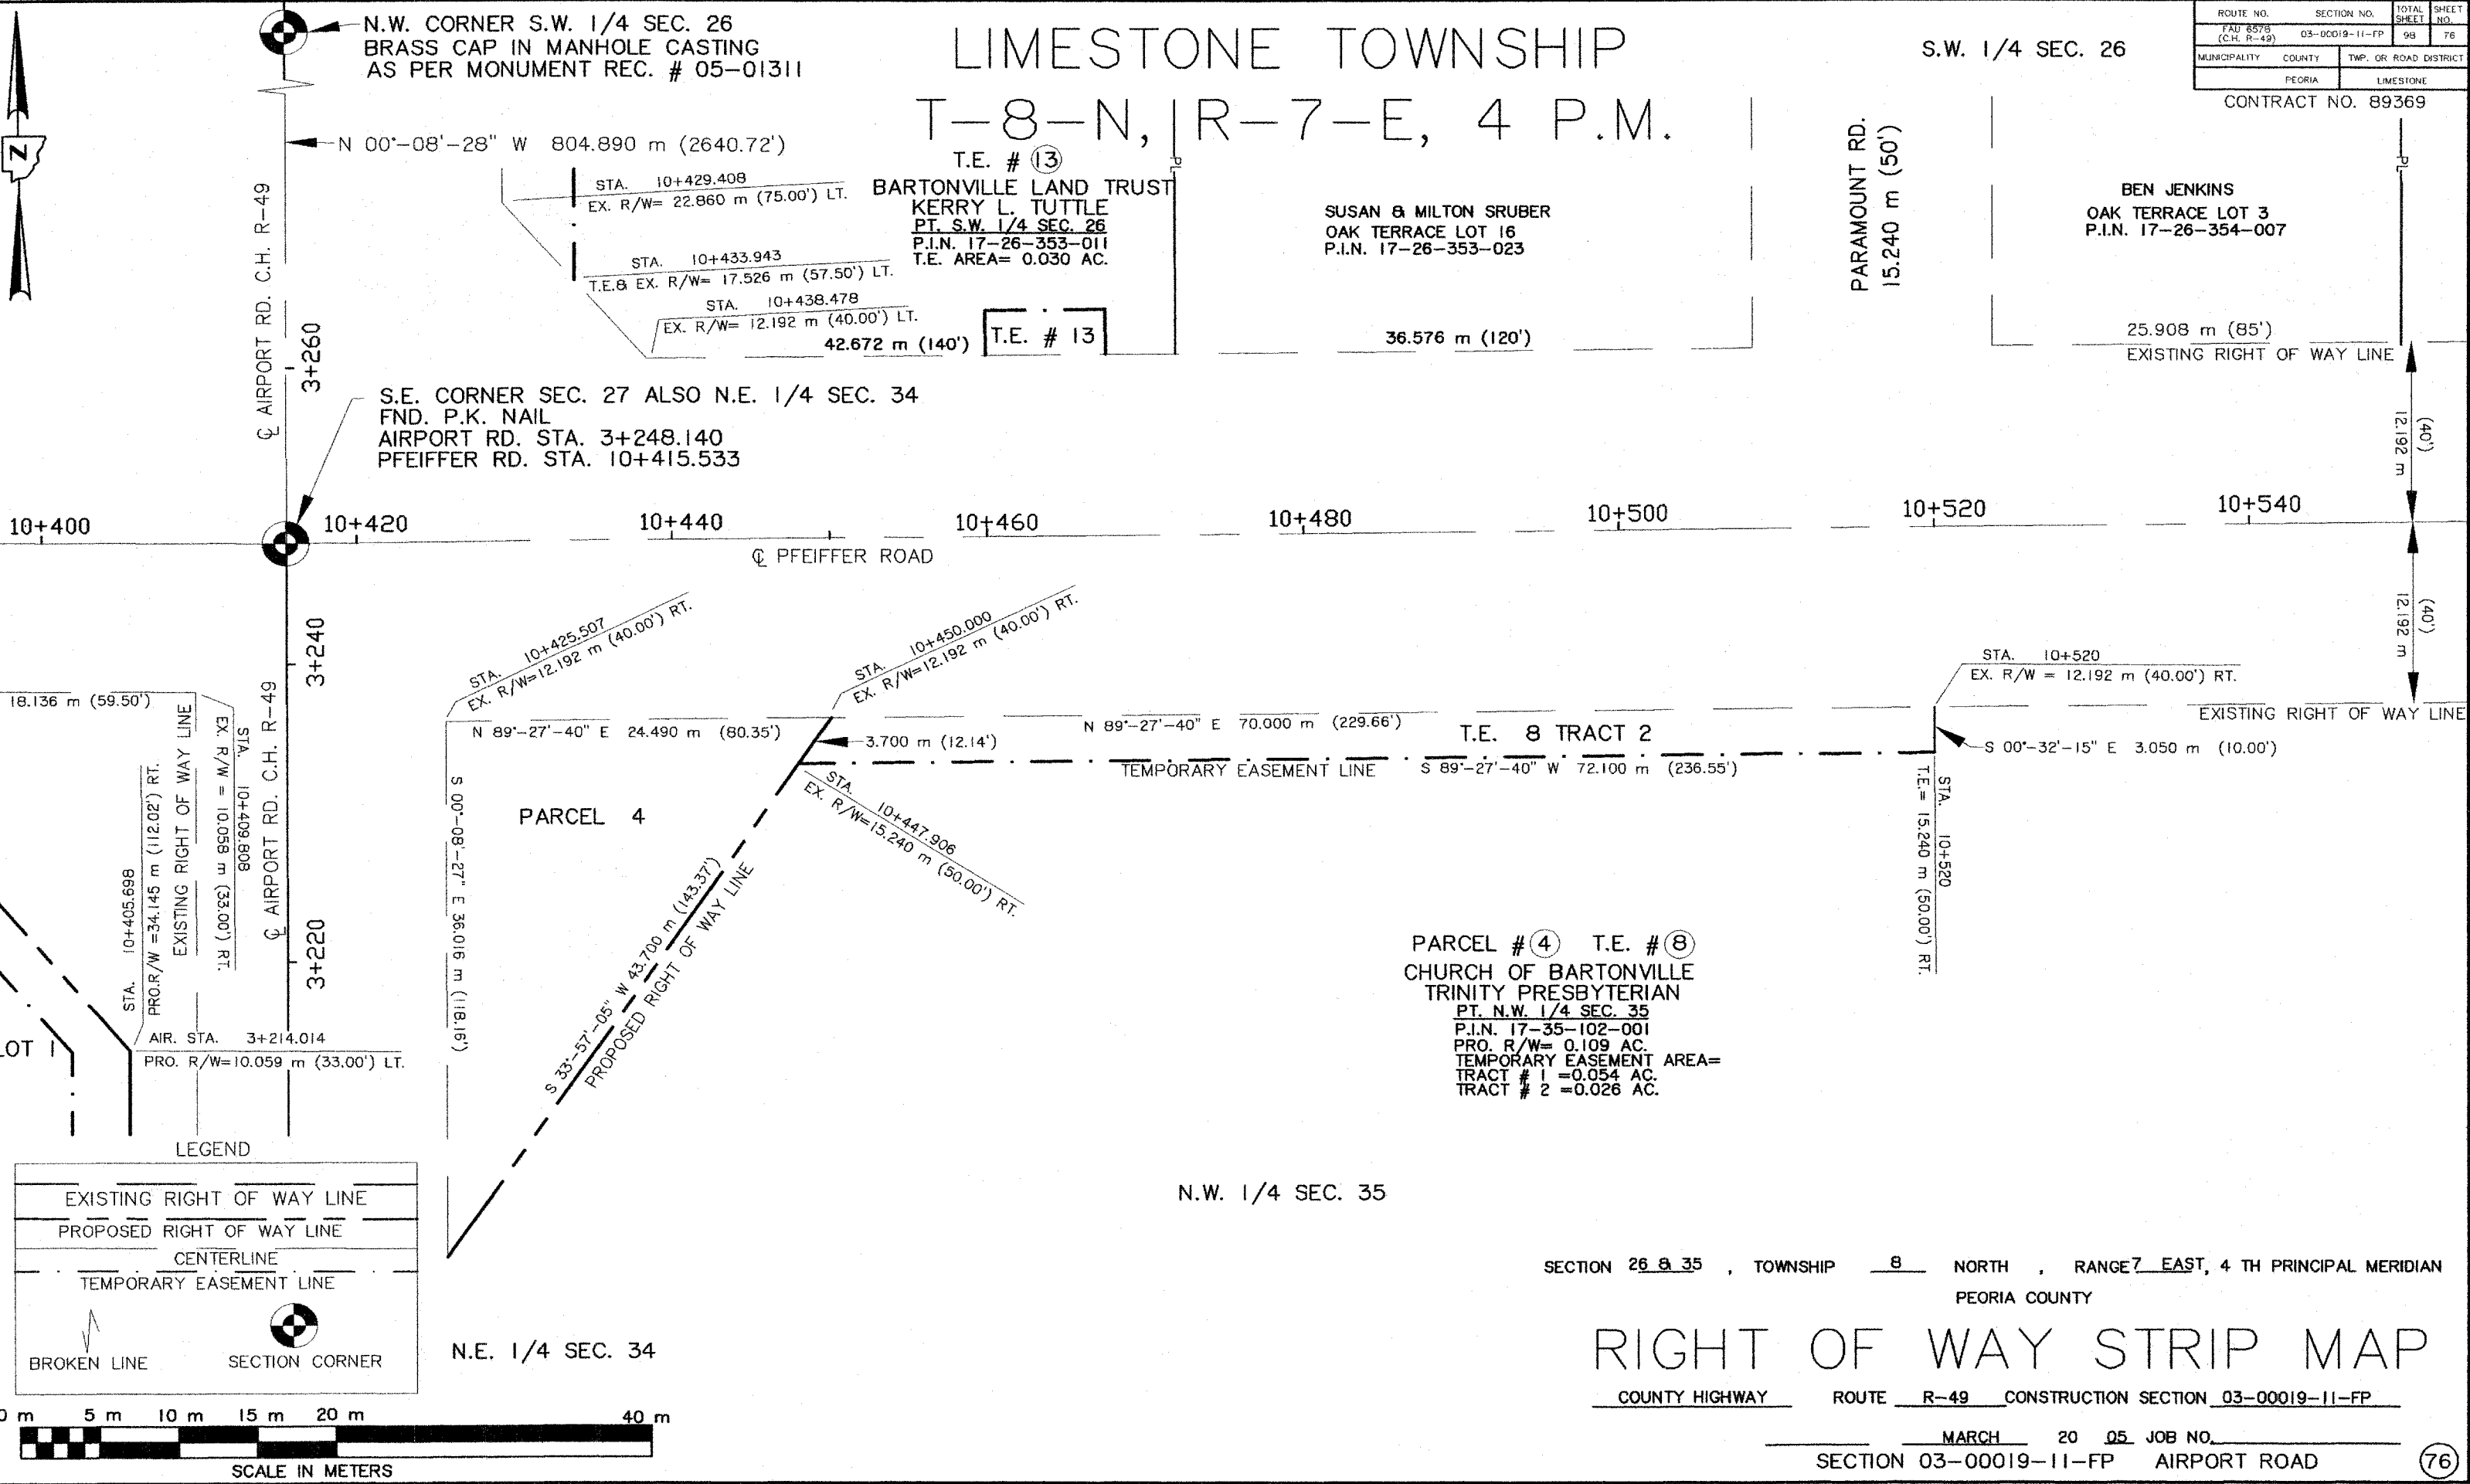 N.W. CORNER S.W. 1/4 SEC. 26
BRASS CAP IN MANHOLE CASTING
AS PER MONUMENT REC. # 05-01311
LIMESTONE TOWNSHIP
T-8-N, R-7-E, 4 P.M.
S.W. 1/4 SEC. 26
ROUTE NO. SECTION NO. TOTAL SHEET SHEET NO.
FAU 6578 (C.H. R-49) 03-00019-11-FP 98 76
MUNICIPALITY COUNTY TWP. OR ROAD DISTRICT
PEORIA LIMESTONE
CONTRACT NO. 89369
N
N 00°-08'-28" W 804.890 m (2640.72')
STA. 10+429.408
EX. R/W= 22.860 m (75.00') LT.
STA. 10+433.943
T.E.& EX. R/W= 17.526 m (57.50') LT.
STA. 10+438.478
EX. R/W= 12.192 m (40.00') LT.
42.672 m (140')
T.E. # 13
BARTONVILLE LAND TRUST
KERRY L. TUTTLE
PT. S.W. 1/4 SEC. 26
P.I.N. 17-26-353-011
T.E. AREA= 0.030 AC.
T.E. # 13
PL
SUSAN & MILTON SRUBER
OAK TERRACE LOT 16
P.I.N. 17-26-353-023
36.576 m (120')
PARAMOUNT RD.
15.240 m (50')
BEN JENKINS
OAK TERRACE LOT 3
P.I.N. 17-26-354-007
PL
25.908 m (85')
EXISTING RIGHT OF WAY LINE
(40')
12.192 m
℄ AIRPORT RD. C.H. R-49
3+260
S.E. CORNER SEC. 27 ALSO N.E. 1/4 SEC. 34
FND. P.K. NAIL
AIRPORT RD. STA. 3+248.140
PFEIFFER RD. STA. 10+415.533
10+400
10+420
10+440
10+460
10+480
10+500
10+520
10+540
℄ PFEIFFER ROAD
(40')
12.192 m
3+240
STA. 10+425.507
EX. R/W=12.192 m (40.00') RT.
STA. 10+450.000
EX. R/W=12.192 m (40.00') RT.
STA. 10+520
EX. R/W = 12.192 m (40.00') RT.
EXISTING RIGHT OF WAY LINE
18.136 m (59.50')
N 89°-27'-40" E 24.490 m (80.35')
3.700 m (12.14')
N 89°-27'-40" E 70.000 m (229.66')
T.E. 8 TRACT 2
S 00°-32'-15" E 3.050 m (10.00')
TEMPORARY EASEMENT LINE S 89°-27'-40" W 72.100 m (236.55')
STA. 10+447.906
EX. R/W=15.240 m (50.00') RT.
STA. 10+520
T.E.= 15.240 m (50.00') RT.
PARCEL 4
S 00°-08'-27" E 36.016 m (118.16')
S 33°-57'-05" W 43.700 m (143.37')
PROPOSED RIGHT OF WAY LINE
STA. 10+405.698
PRO.R/W =34.145 m (112.02') RT.
EXISTING RIGHT OF WAY LINE
STA. 10+409.808
EX. R/W = 10.058 m (33.00') RT.
℄ AIRPORT RD. C.H. R-49
3+220
AIR. STA. 3+214.014
PRO. R/W=10.059 m (33.00') LT.
OT 1
PARCEL # 4 T.E. # 8
CHURCH OF BARTONVILLE
TRINITY PRESBYTERIAN
PT. N.W. 1/4 SEC. 35
P.I.N. 17-35-102-001
PRO. R/W= 0.109 AC.
TEMPORARY EASEMENT AREA=
TRACT # 1 =0.054 AC.
TRACT # 2 =0.026 AC.
N.W. 1/4 SEC. 35
N.E. 1/4 SEC. 34
LEGEND
EXISTING RIGHT OF WAY LINE
PROPOSED RIGHT OF WAY LINE
CENTERLINE
TEMPORARY EASEMENT LINE
BROKEN LINE SECTION CORNER
0 m 5 m 10 m 15 m 20 m 40 m
SCALE IN METERS
SECTION 26 & 35 , TOWNSHIP 8 NORTH , RANGE 7 EAST, 4 TH PRINCIPAL MERIDIAN
PEORIA COUNTY
RIGHT OF WAY STRIP MAP
COUNTY HIGHWAY ROUTE R-49 CONSTRUCTION SECTION 03-00019-11-FP
MARCH 20 05 JOB NO.
SECTION 03-00019-11-FP AIRPORT ROAD
76